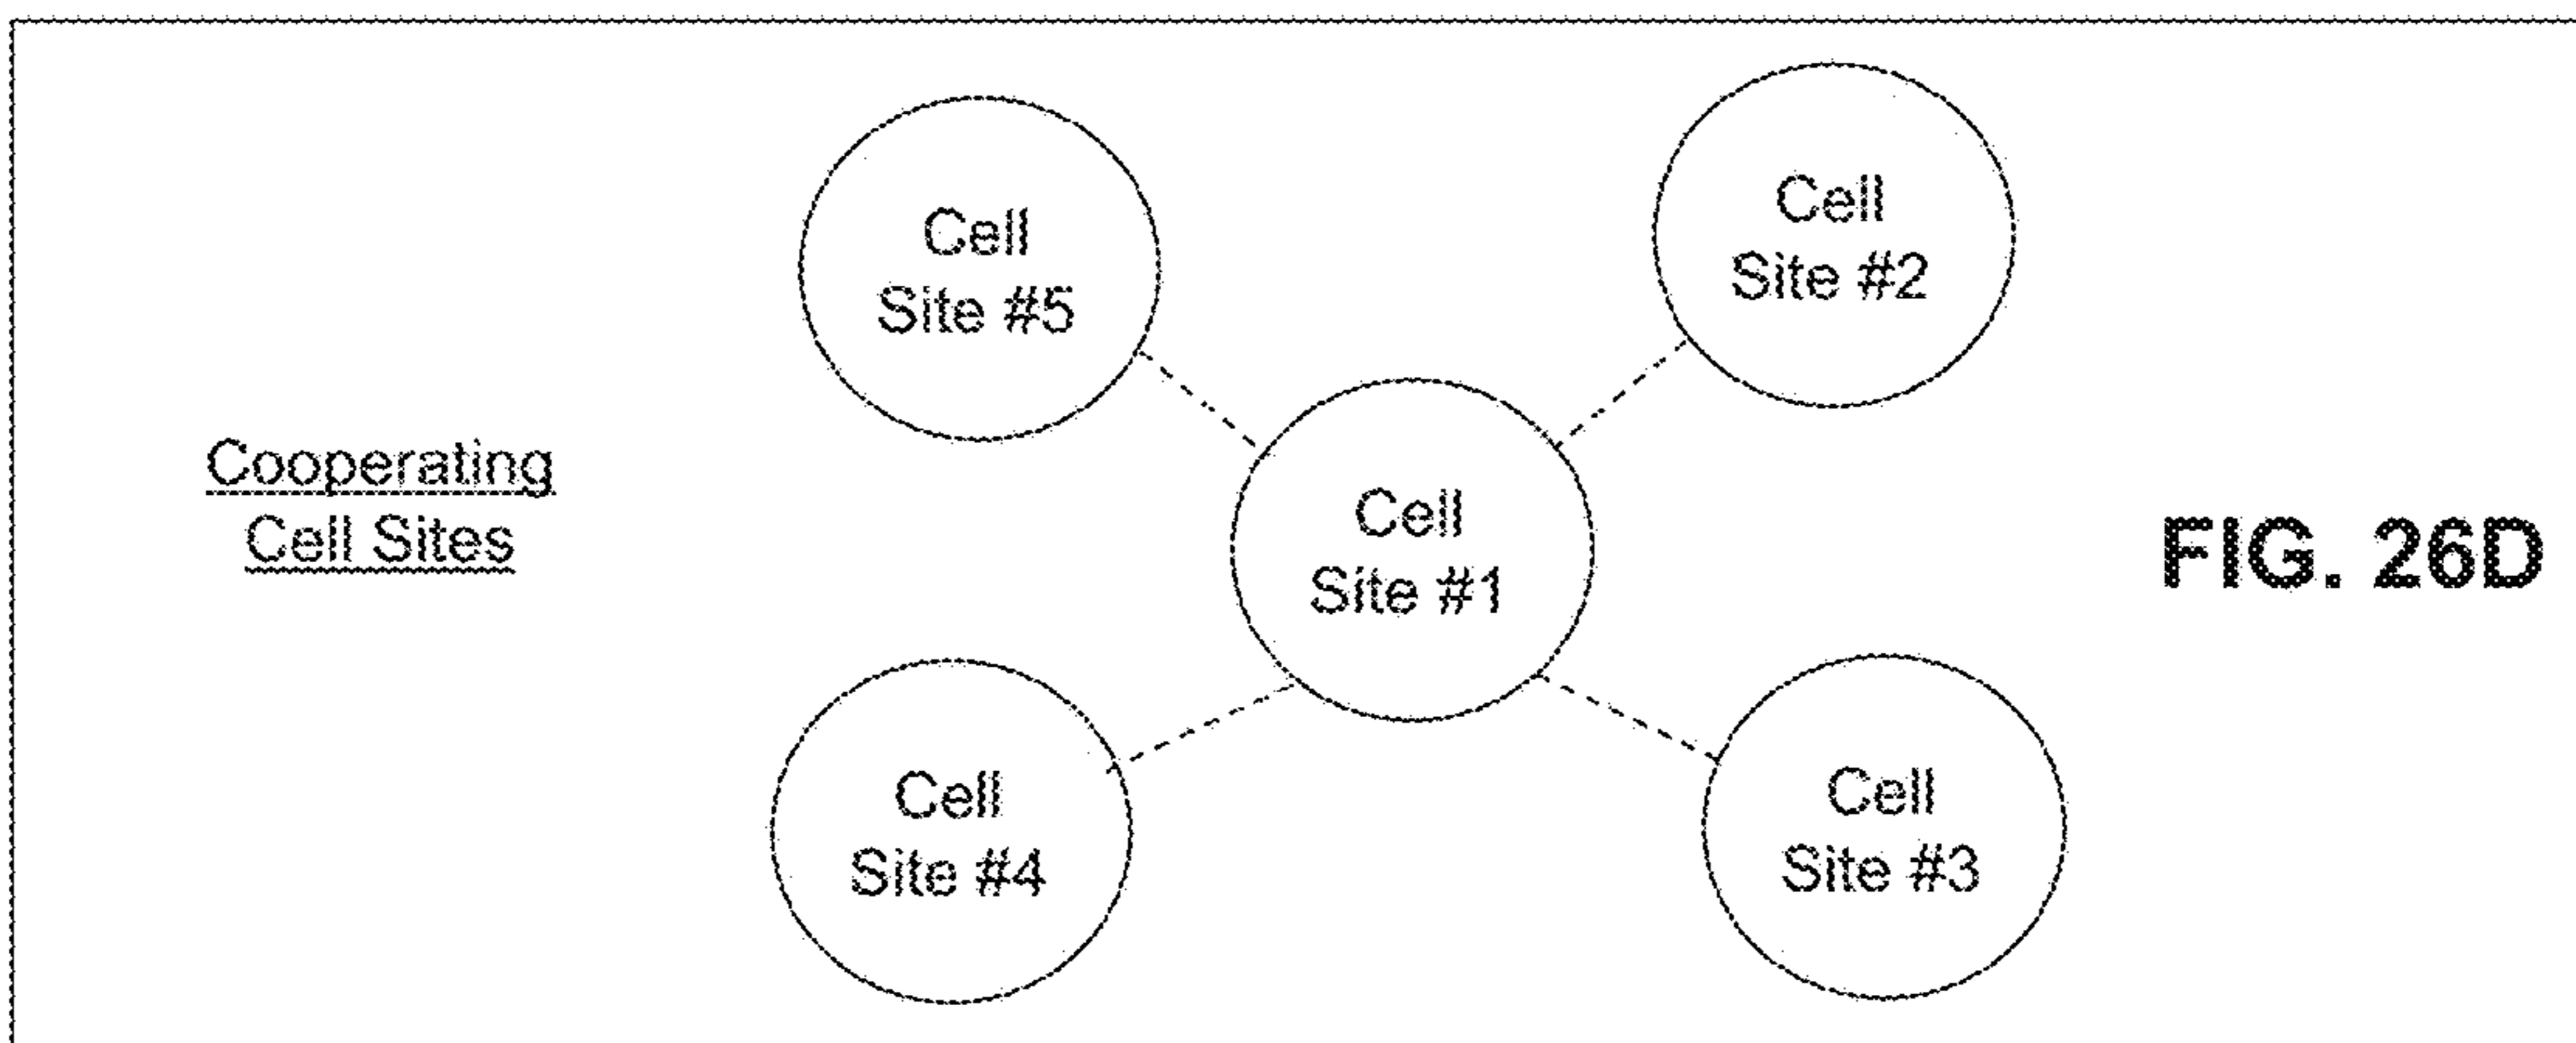 Cell
Site #5
Cell
Site #2
Cooperating
Cell Sites
Cell
Site #1
FIG. 26D
Cell
Site #4
Cell
Site #3